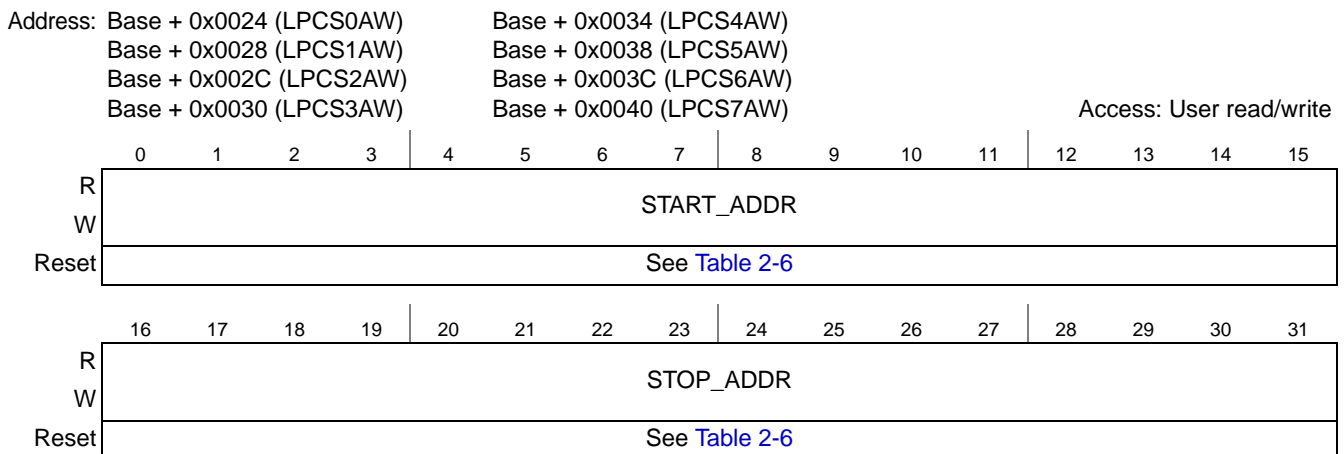 Address: Base + 0x0024 (LPCS0AW) Base + 0x0034 (LPCS4AW)
Base + 0x0028 (LPCS1AW) Base + 0x0038 (LPCS5AW)
Base + 0x002C (LPCS2AW) Base + 0x003C (LPCS6AW)
Base + 0x0030 (LPCS3AW) Base + 0x0040 (LPCS7AW) Access: User read/write
0 1 2 3 4 5 6 7 8 9 10 11 12 13 14 15
R
START_ADDR
W
Reset See Table 2-6
16 17 18 19 20 21 22 23 24 25 26 27 28 29 30 31
R
STOP_ADDR
W
Reset See Table 2-6